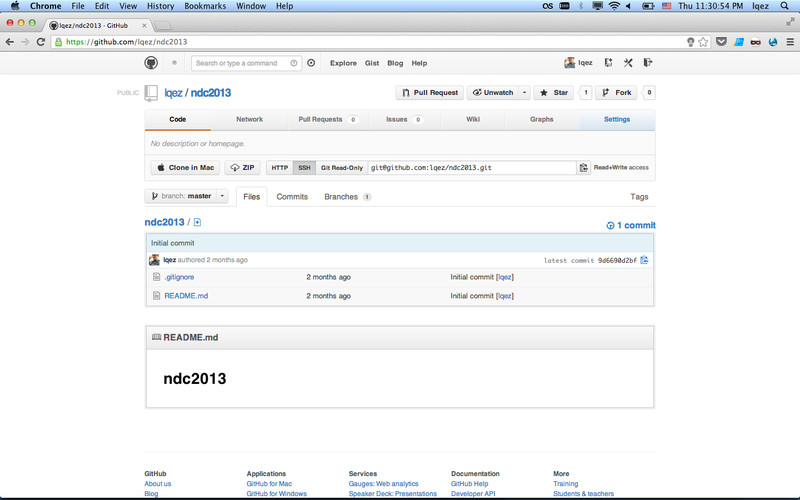 Chrome File Edit View History Bookmarks Window Help Thu 11:30:54 PM lqez
lqez/ndc2013 · GitHub
https://github.com/lqez/ndc2013
Search or type a command Explore Gist Blog Help lqez
PUBLIC lqez / ndc2013 Pull Request Unwatch Star 1 Fork 0
Code Network Pull Requests 0 Issues 0 Wiki Graphs Settings
No description or homepage.
Clone in Mac ZIP HTTP SSH Git Read-Only git@github.com:lqez/ndc2013.git Read+Write access
branch: master Files Commits Branches 1 Tags
ndc2013 / 1 commit
Initial commit
lqez authored 2 months ago latest commit 9d6690d2bf
.gitignore 2 months ago Initial commit [lqez]
README.md 2 months ago Initial commit [lqez]
README.md
ndc2013
GitHub Applications Services Documentation More
About us GitHub for Mac Gauges: Web analytics GitHub Help Training
Blog GitHub for Windows Speaker Deck: Presentations Developer API Students & teachers